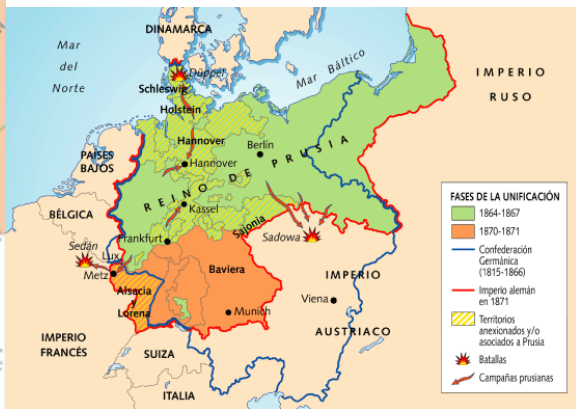 DINAMARCA
Mar
del
Norte
Düppel
Mar Báltico
IMPERIO
RUSO
Schleswig
Holstein
Hannover
Berlín
PAÍSES
BAJOS
Hannover
REINO DE PRUSIA
Kassel
BÉLGICA
Sajonia
Sadowa
Frankfurt
Sedán
Lux.
Metz
Baviera
IMPERIO
Alsacia
y
Lorena
Viena
Munich
AUSTRIACO
IMPERIO
FRANCÉS
SUIZA
ITALIA
FASES DE LA UNIFICACIÓN
1864-1867
1870-1871
Confederación
Germánica
(1815-1866)
Imperio alemán
en 1871
Territorios
anexionados y/o
asociados a Prusia
Batallas
Campañas prusianas